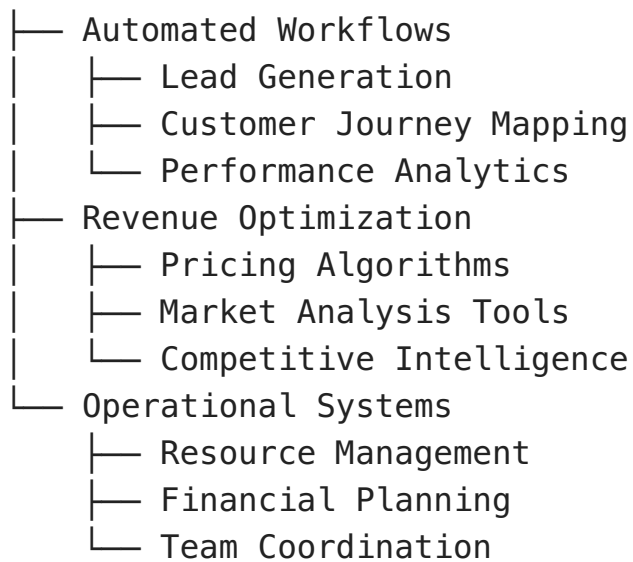 ├── Automated Workflows
│   ├── Lead Generation
│   ├── Customer Journey Mapping
│   └── Performance Analytics
├── Revenue Optimization
│   ├── Pricing Algorithms
│   ├── Market Analysis Tools
│   └── Competitive Intelligence
└── Operational Systems
    ├── Resource Management
    ├── Financial Planning
    └── Team Coordination